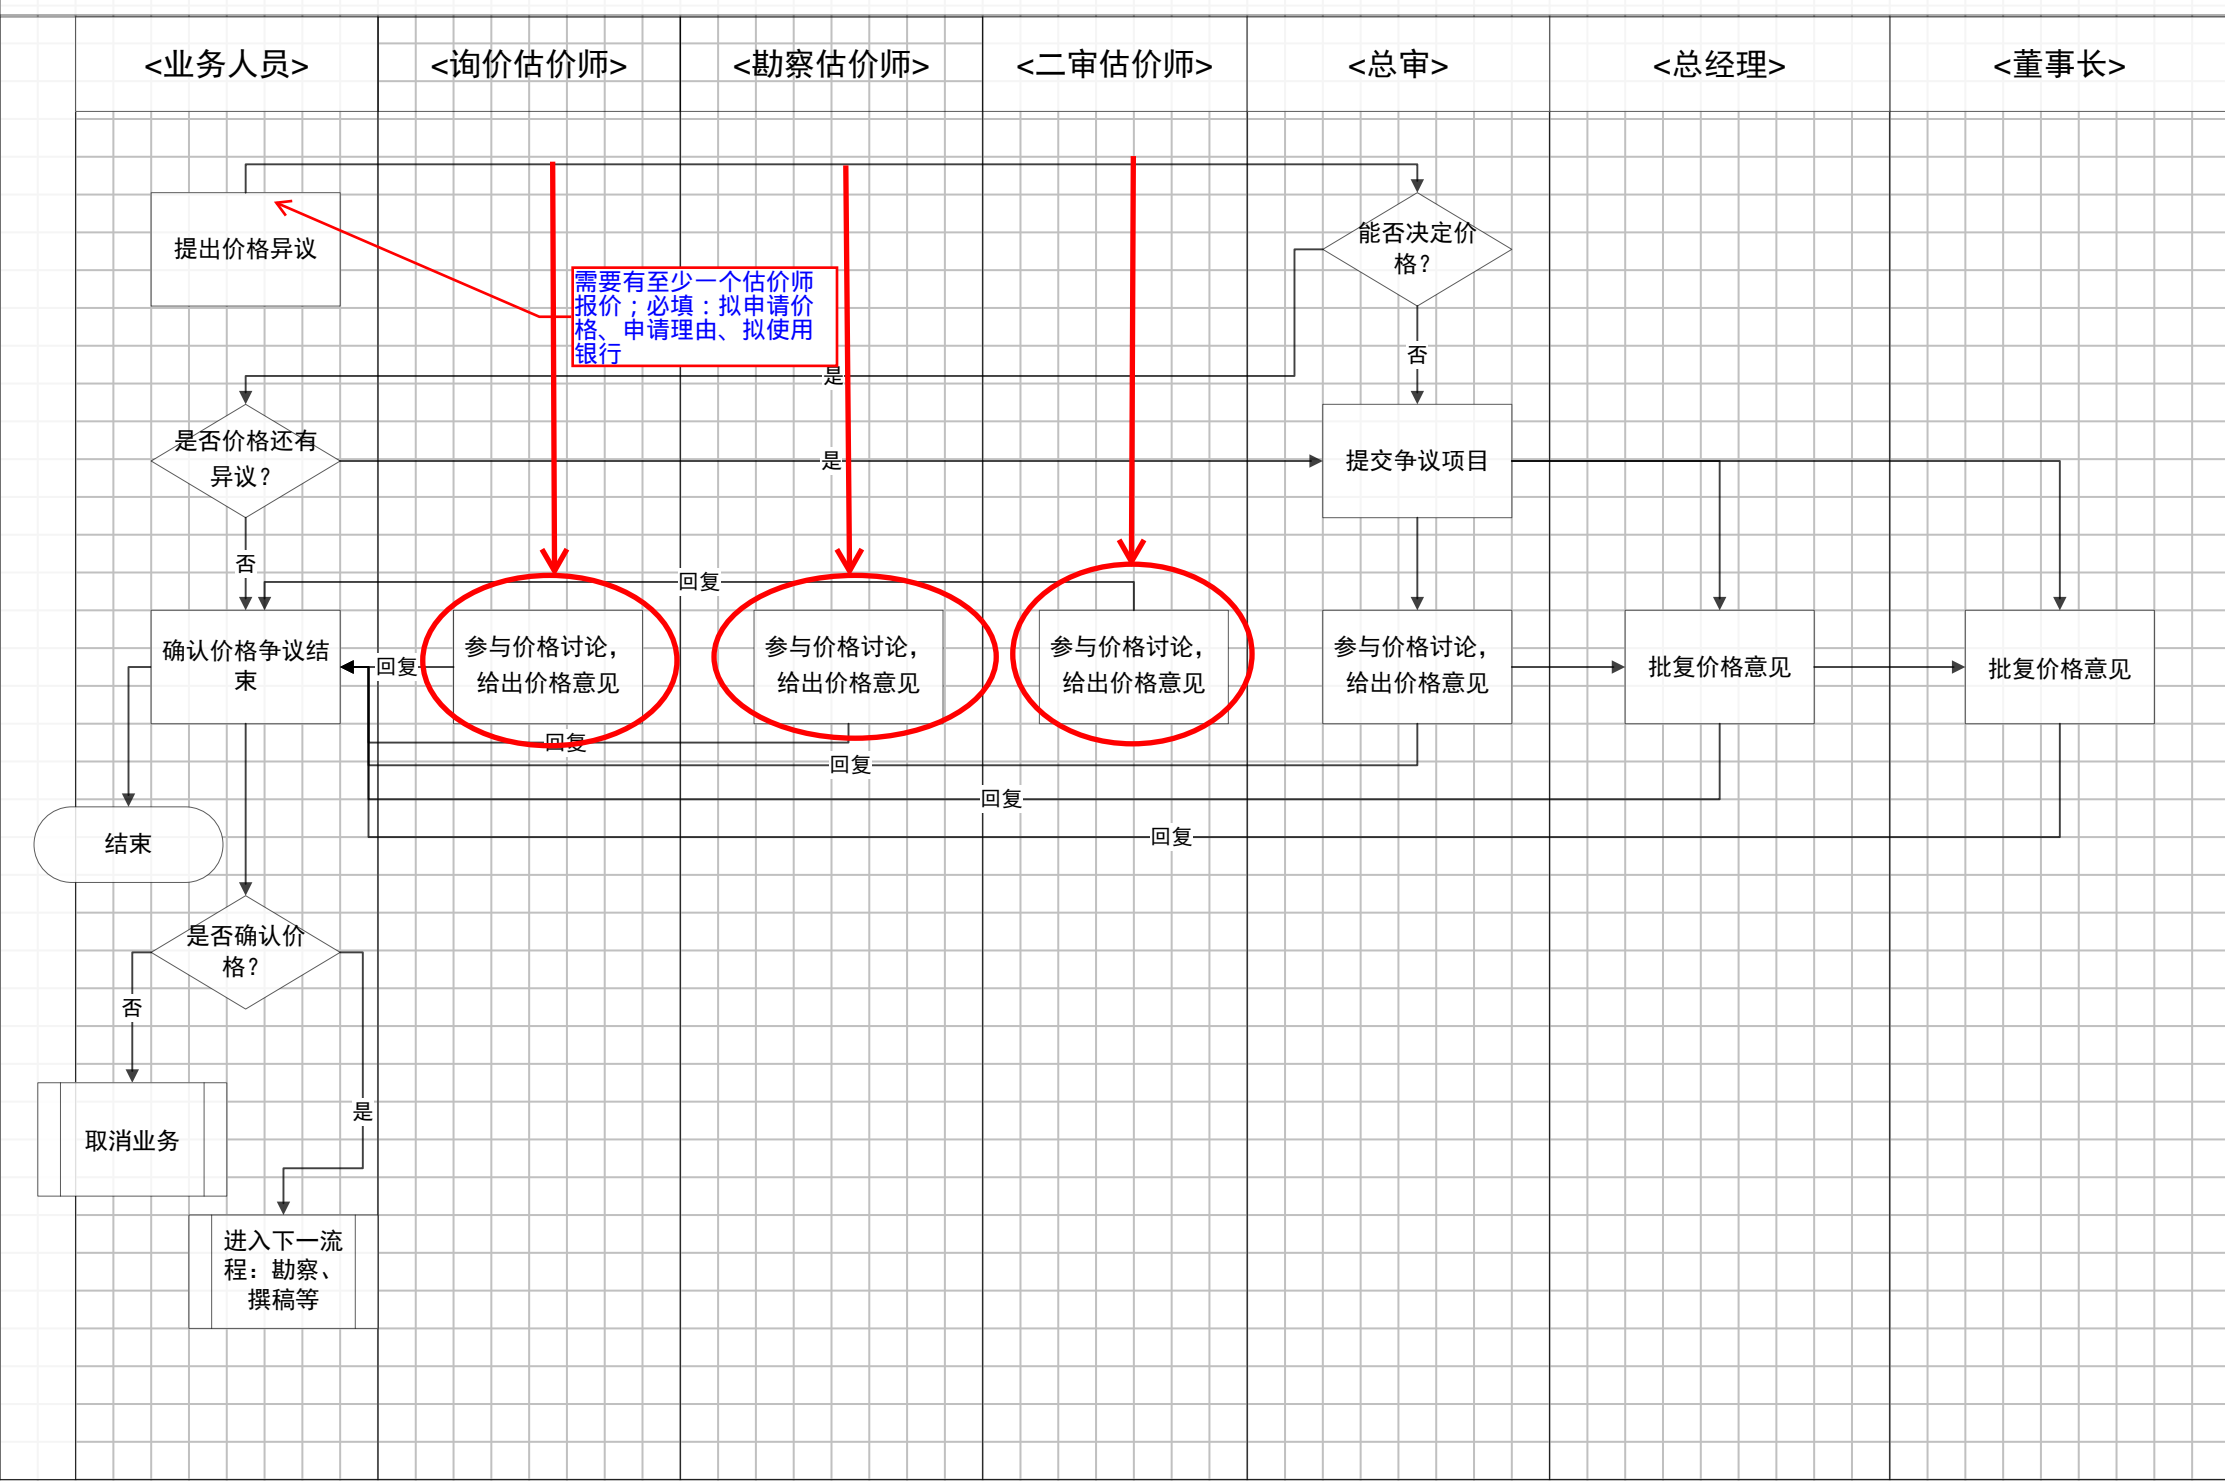 <业务人员>
<询价估价师>
<勘察估价师>
<二审估价师>
<总审>
<总经理>
<董事长>
提出价格异议
能否决定价
格?
需要有至少一个估价师
报价；必填：拟申请价
格、申请理由、拟使用
银行
否
是
是否价格还有
异议?
是
提交争议项目
否
回复
确认价格争议结
束
回复
参与价格讨论，
给出价格意见
参与价格讨论，
给出价格意见
参与价格讨论，
给出价格意见
参与价格讨论，
给出价格意见
批复价格意见
批复价格意见
回复
回复
回复
回复
结束
是否确认价
格?
否
是
取消业务
进入下一流
程：勘察、
撰稿等